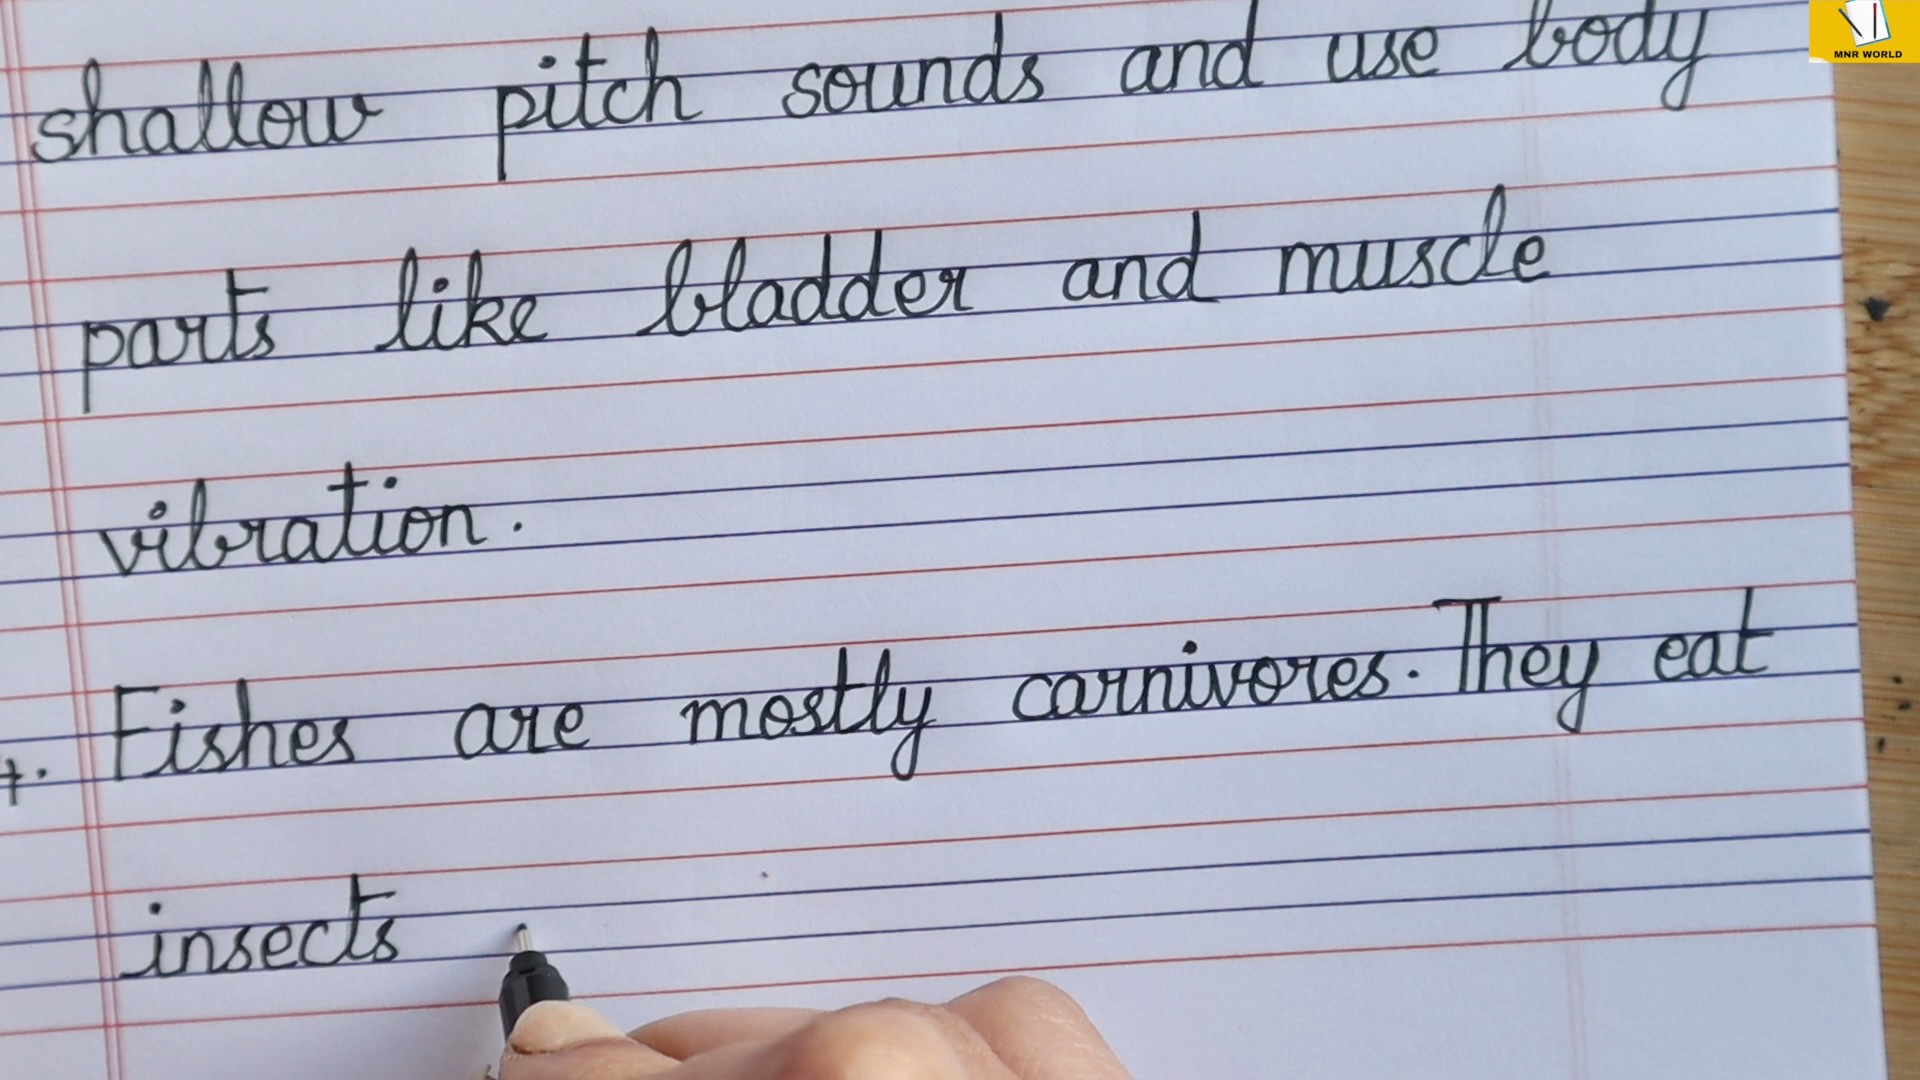 MNR WORLD
shallow pitch sounds and use body
parts like bladder and muscle
vibration.
7. Fishes are mostly carnivores. They eat
insects